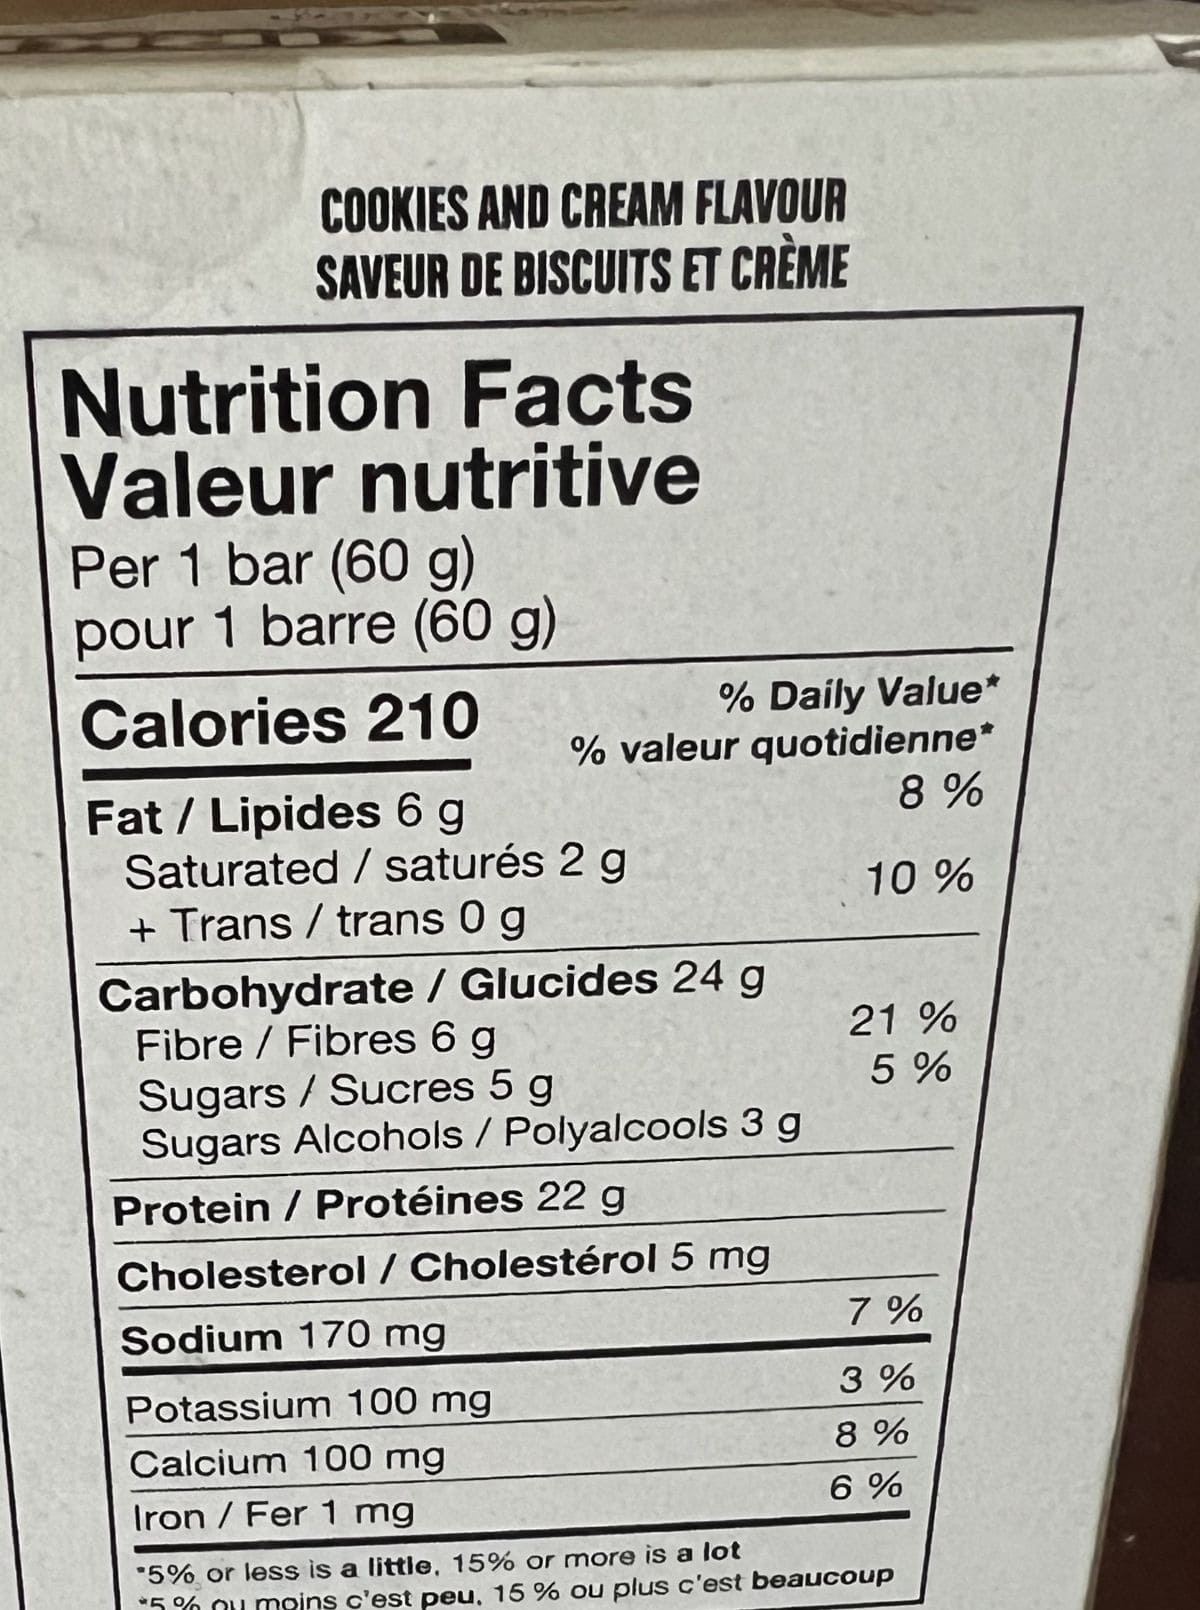 COOKIES AND CREAM FLAVOUR
SAVEUR DE BISCUITS ET CRÈME
Nutrition Facts
Valeur nutritive
Per 1 bar (60 g)
pour 1 barre (60 g)
Calories 210
% Daily Value*
% valeur quotidienne*
Fat / Lipides 6 g 8 %
Saturated / saturés 2 g
+ Trans / trans 0 g 10 %
Carbohydrate / Glucides 24 g
Fibre / Fibres 6 g 21 %
Sugars / Sucres 5 g 5 %
Sugars Alcohols / Polyalcools 3 g
Protein / Protéines 22 g
Cholesterol / Cholestérol 5 mg
Sodium 170 mg 7 %
Potassium 100 mg 3 %
Calcium 100 mg 8 %
Iron / Fer 1 mg 6 %
*5% or less is a little, 15% or more is a lot
*5 % ou moins c'est peu, 15 % ou plus c'est beaucoup